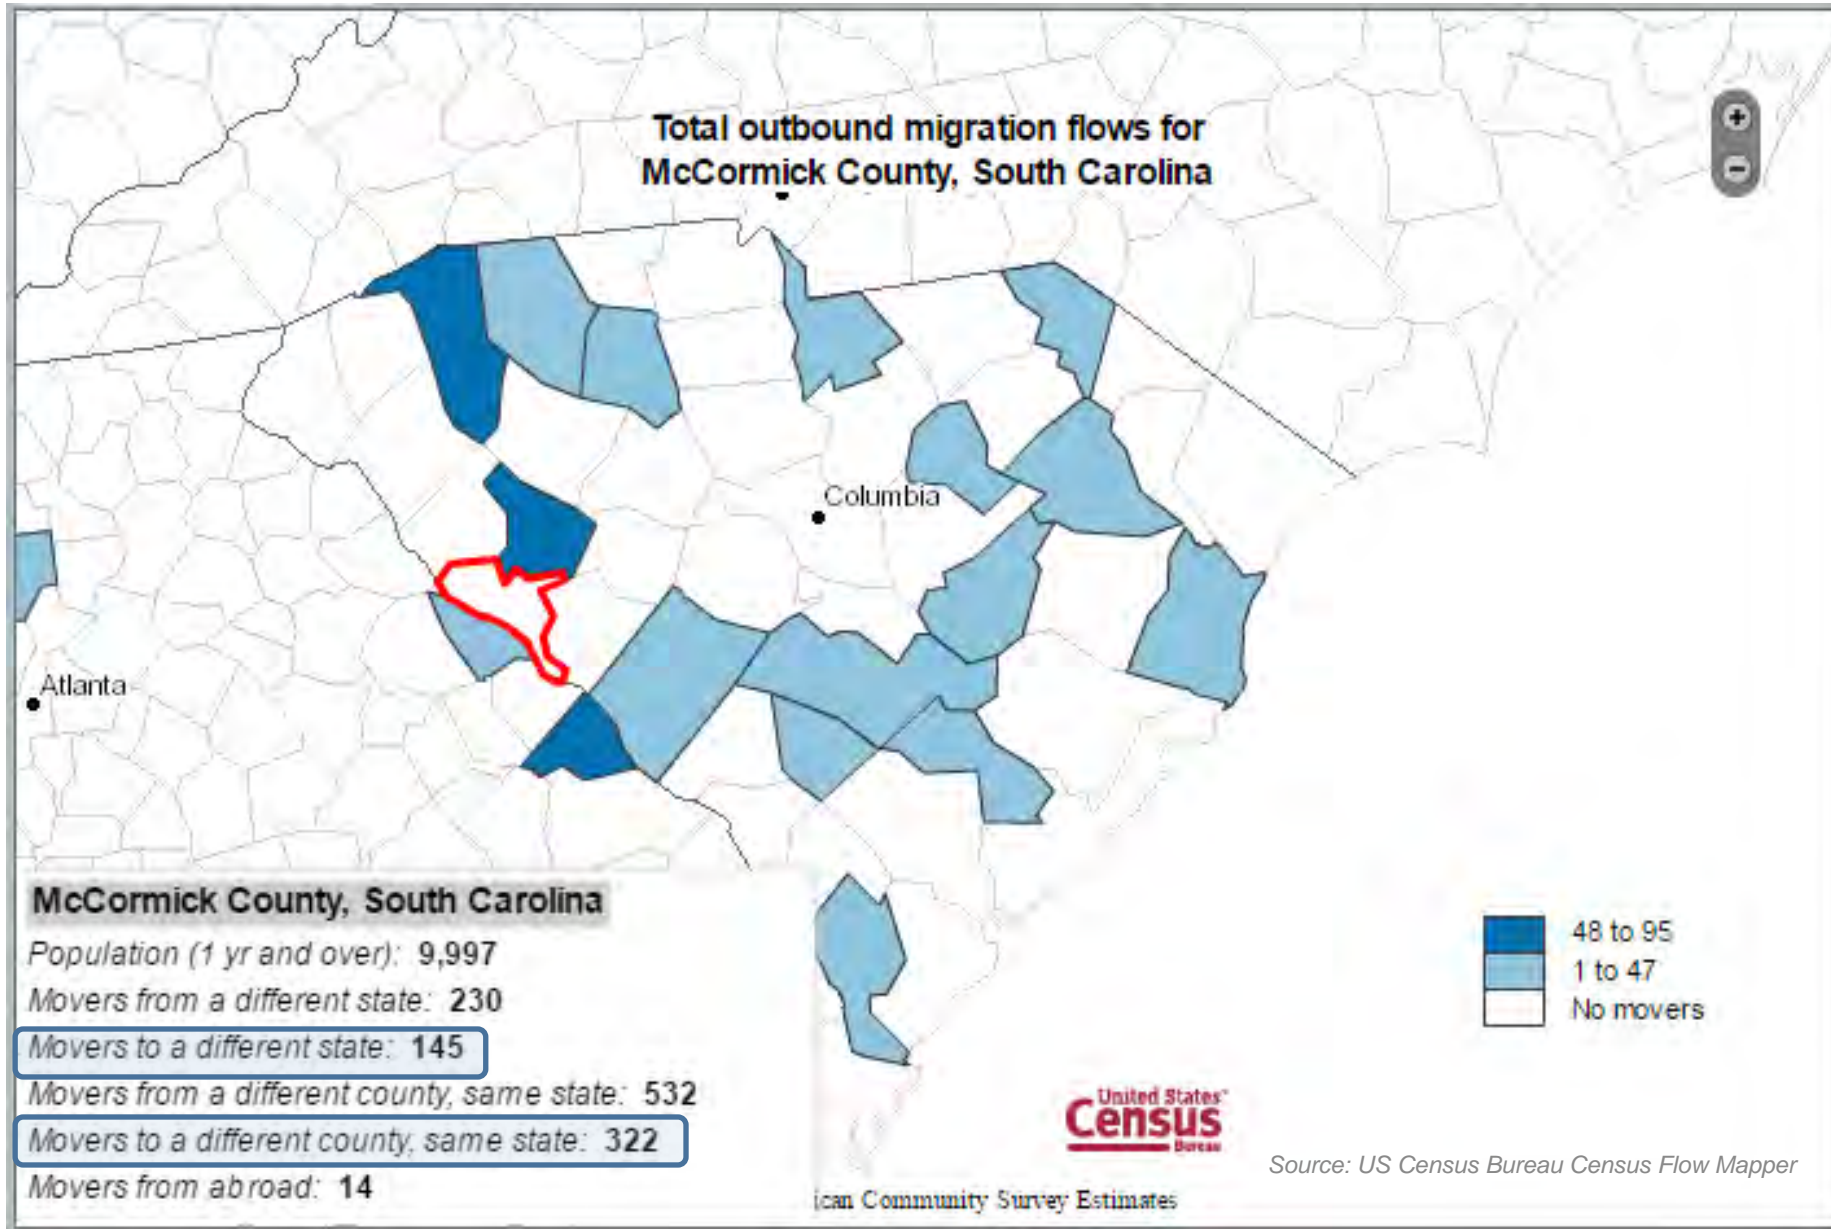 Total outbound migration flows for
McCormick County, South Carolina
+
−
Columbia
Atlanta
McCormick County, South Carolina
Population (1 yr and over): 9,997
Movers from a different state: 230
Movers to a different state: 145
Movers from a different county, same state: 532
Movers to a different county, same state: 322
Movers from abroad: 14
48 to 95
1 to 47
No movers
United States
Census
Bureau
Source: US Census Bureau Census Flow Mapper
ican Community Survey Estimates